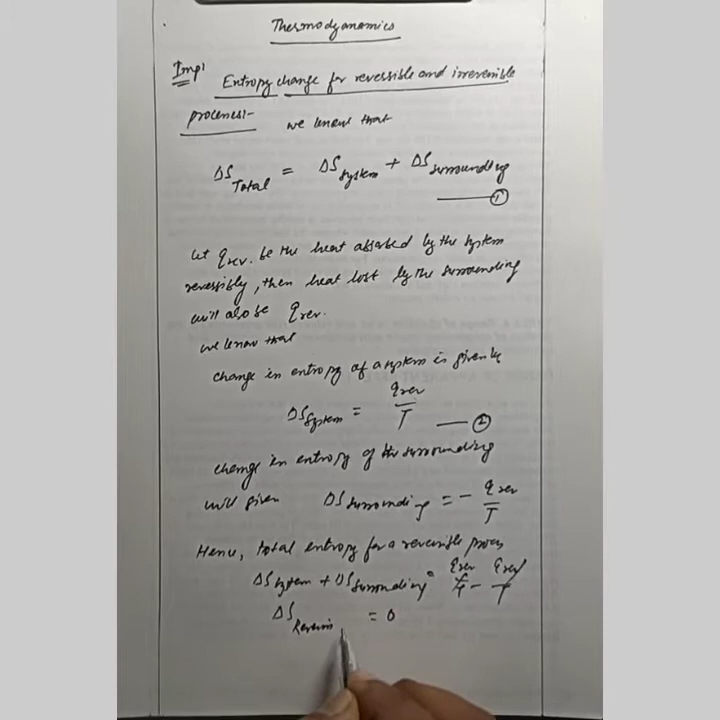 Thermodyanamics
Imp:
Entropy change for reversible and irreversible
process:-
we know that
ΔS Total = ΔS System + ΔS Surrounding
1
Let qrev. be the heat absorbed by the system
reversibly, then heat lost by the surrounding
will also be qrev.
we know that
change in entropy of a system is given by
ΔS System = qrev/T
2
change in entropy of the surrounding
will given ΔS Surrounding = - qrev/T
Hence, total entropy for a reversible process
ΔS System + ΔS Surrounding = qrev/T - qrev/T
ΔS Reversi = 0